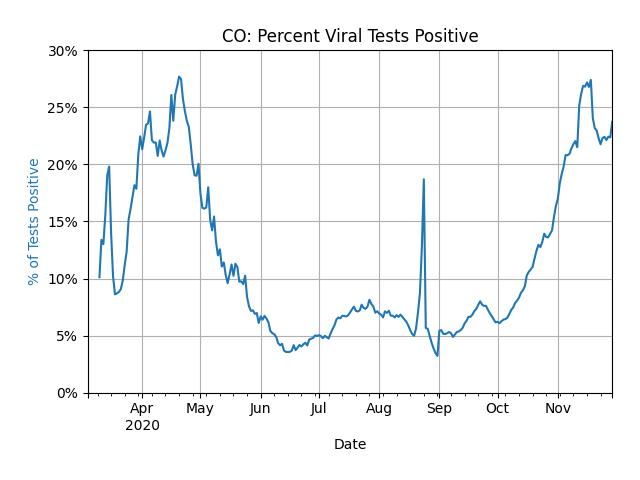 CO: Percent Viral Tests Positive
30%
25%
20%
15%
10%
5%
0%
% of Tests Positive
Apr May Jun Jul Aug Sep Oct Nov
2020
Date